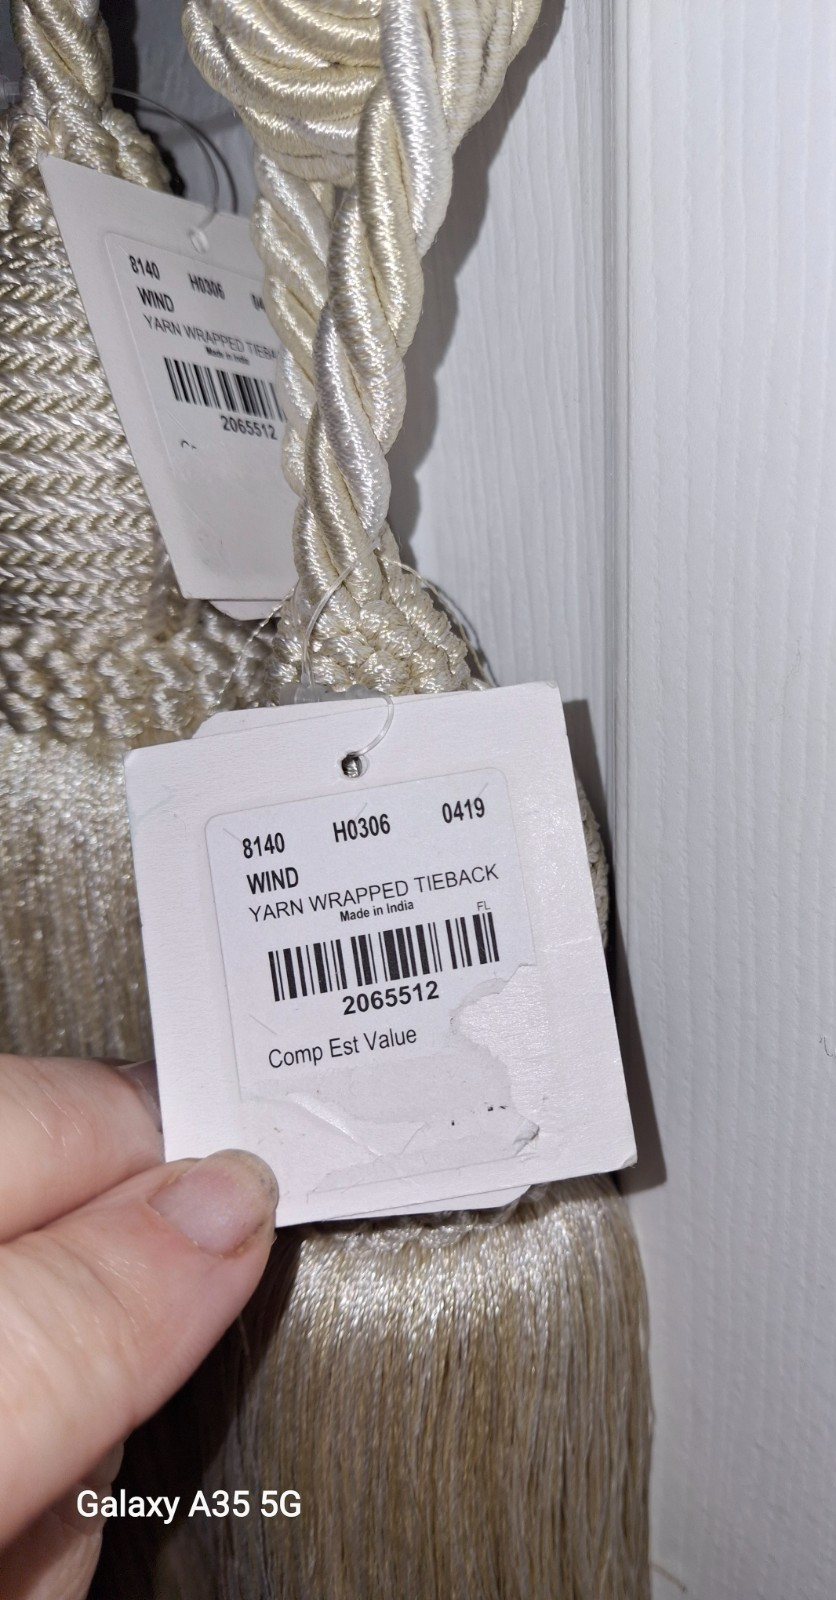 8140 H0306
WIND
YARN WRAPPED
Made in India
2065512
8140 H0306 0419
WIND
YARN WRAPPED TIEBACK
Made in India
FL
2065512
Comp Est Value
Galaxy A35 5G